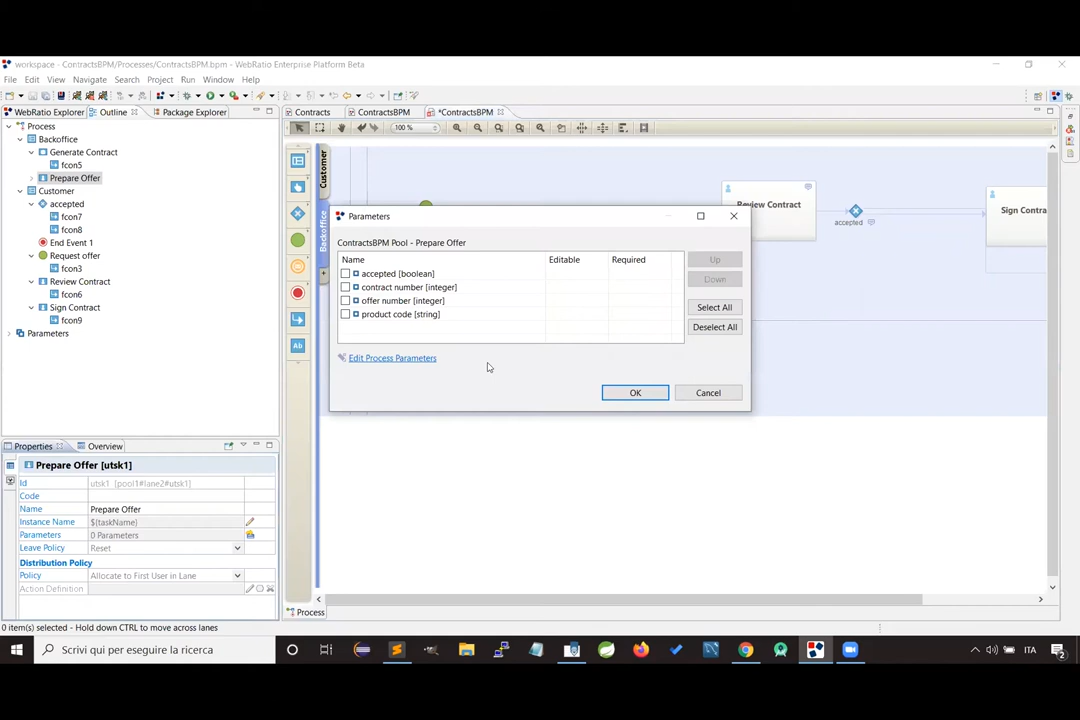 workspace - ContractsBPM/Processes/ContractsBPM.bpm - WebRatio Enterprise Platform Beta
File Edit View Navigate Search Project Run Window Help
WebRatio Explorer Outline Package Explorer
Contracts ContractsBPM *ContractsBPM
100 %
Process
Backoffice
Generate Contract
fcon5
Prepare Offer
Customer
accepted
fcon7
fcon8
End Event 1
Request offer
fcon3
Review Contract
fcon6
Sign Contract
fcon9
Parameters
Customer
Backoffice
Ab
Review Contract
accepted
Sign Contra
Parameters
ContractsBPM Pool - Prepare Offer
Name Editable Required
accepted [boolean]
contract number [integer]
offer number [integer]
product code [string]
Up
Down
Select All
Deselect All
Edit Process Parameters
OK Cancel
Properties Overview
Prepare Offer [utsk1]
Id utsk1 [pool1#lane2#utsk1]
Code
Name Prepare Offer
Instance Name $(taskName)
Parameters 0 Parameters
Leave Policy Reset
Distribution Policy
Policy Allocate to First User in Lane
Action Definition
Process
0 item(s) selected - Hold down CTRL to move across lanes
Scrivi qui per eseguire la ricerca
ITA
2